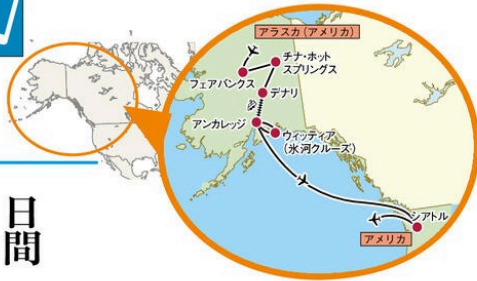 アラスカ(アメリカ)
チナ・ホット
スプリングス
フェアバンクス
デナリ
アンカレッジ
ウィッティア
(氷河クルーズ)
シアトル
アメリカ
日間